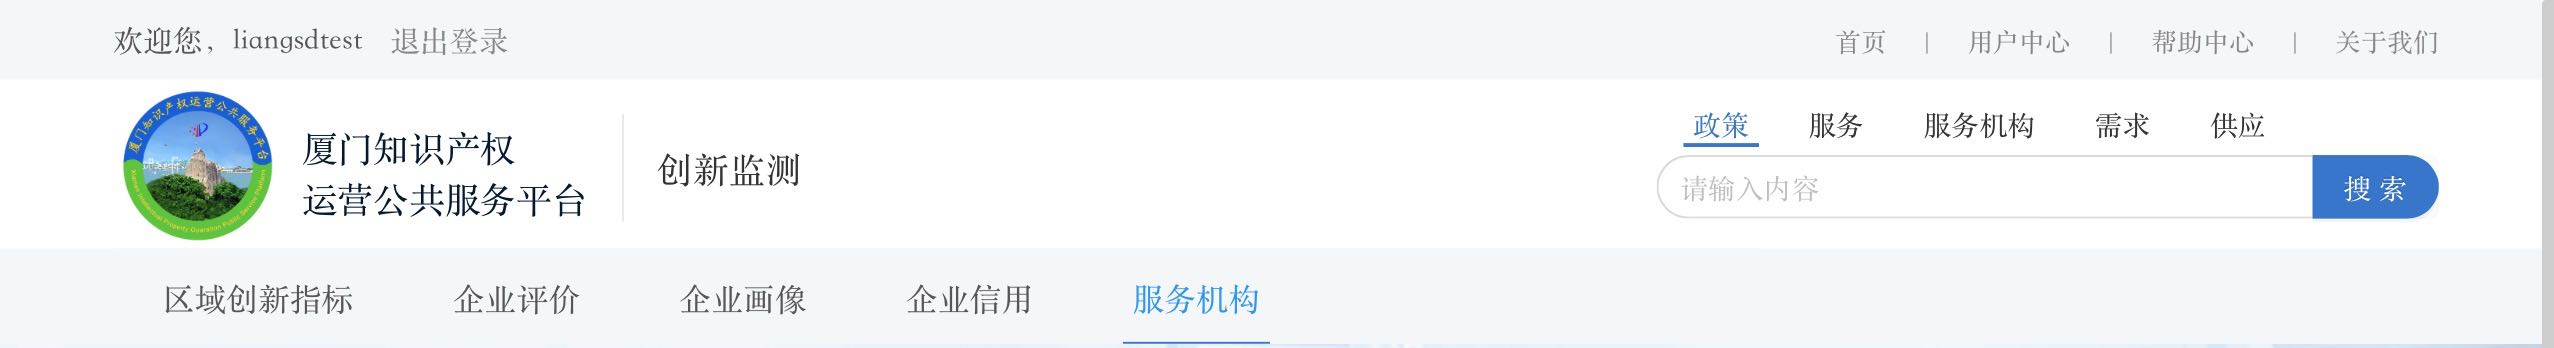 欢迎您，liangsdtest 退出登录
首页 | 用户中心 | 帮助中心 | 关于我们
厦门知识产权运营公共服务平台
Xiamen Intellectual Property Operation Public Service Platform
厦门知识产权
运营公共服务平台
创新监测
政策 服务 服务机构 需求 供应
请输入内容 搜 索
区域创新指标 企业评价 企业画像 企业信用 服务机构